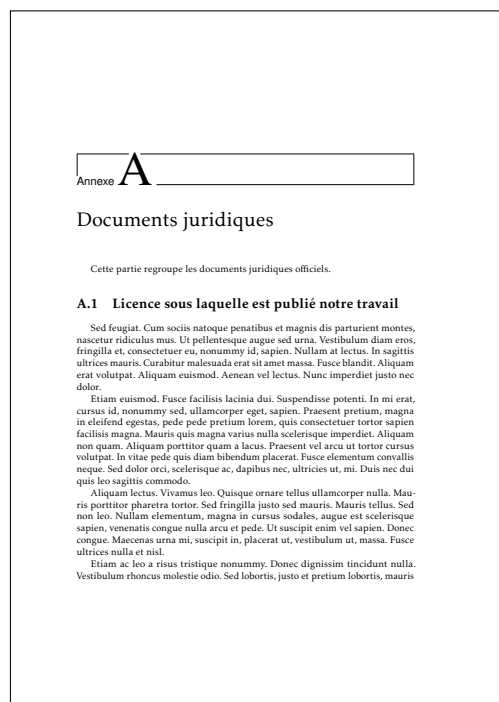 Annexe A
Documents juridiques
Cette partie regroupe les documents juridiques officiels.
A.1 Licence sous laquelle est publié notre travail
Sed feugiat. Cum sociis natoque penatibus et magnis dis parturient montes,
nascetur ridiculus mus. Ut pellentesque augue sed urna. Vestibulum diam eros,
fringilla et, consectetuer eu, nonummy id, sapien. Nullam at lectus. In sagittis
ultrices mauris. Curabitur malesuada erat sit amet massa. Fusce blandit. Aliquam
erat volutpat. Aliquam euismod. Aenean vel lectus. Nunc imperdiet justo nec
dolor.
Etiam euismod. Fusce facilisis lacinia dui. Suspendisse potenti. In mi erat,
cursus id, nonummy sed, ullamcorper eget, sapien. Praesent pretium, magna
in eleifend egestas, pede pede pretium lorem, quis consectetuer tortor sapien
facilisis magna. Mauris quis magna varius nulla scelerisque imperdiet. Aliquam
non quam. Aliquam porttitor quam a lacus. Praesent vel arcu ut tortor cursus
volutpat. In vitae pede quis diam bibendum placerat. Fusce elementum convallis
neque. Sed dolor orci, scelerisque ac, dapibus nec, ultricies ut, mi. Duis nec dui
quis leo sagittis commodo.
Aliquam lectus. Vivamus leo. Quisque ornare tellus ullamcorper nulla. Mau-
ris porttitor pharetra tortor. Sed fringilla justo sed mauris. Mauris tellus. Sed
non leo. Nullam elementum, magna in cursus sodales, augue est scelerisque
sapien, venenatis congue nulla arcu et pede. Ut suscipit enim vel sapien. Donec
congue. Maecenas urna mi, suscipit in, placerat ut, vestibulum ut, massa. Fusce
ultrices nulla et nisl.
Etiam ac leo a risus tristique nonummy. Donec dignissim tincidunt nulla.
Vestibulum rhoncus molestie odio. Sed lobortis, justo et pretium lobortis, mauris